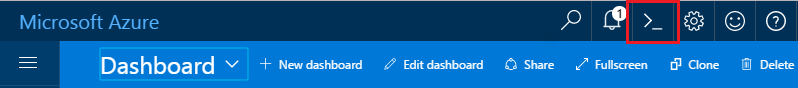 Microsoft Azure
1
Dashboard
New dashboard
Edit dashboard
Share
Fullscreen
Clone
Delete